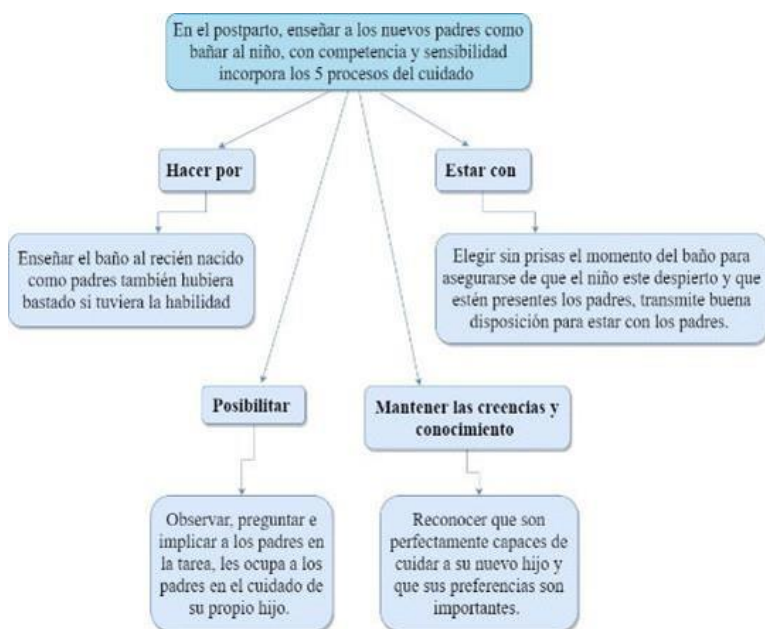 En el postparto, enseñar a los nuevos padres como
bañar al niño, con competencia y sensibilidad
incorpora los 5 procesos del cuidado
Hacer por
Estar con
Enseñar el baño al recién nacido
como padres también hubiera
bastado si tuviera la habilidad
Elegir sin prisas el momento del baño para
asegurarse de que el niño este despierto y que
estén presentes los padres, transmite buena
disposición para estar con los padres.
Posibilitar
Mantener las creencias y
conocimiento
Observar, preguntar e
implicar a los padres en
la tarea, les ocupa a los
padres en el cuidado de
su propio hijo.
Reconocer que son
perfectamente capaces de
cuidar a su nuevo hijo y
que sus preferencias son
importantes.